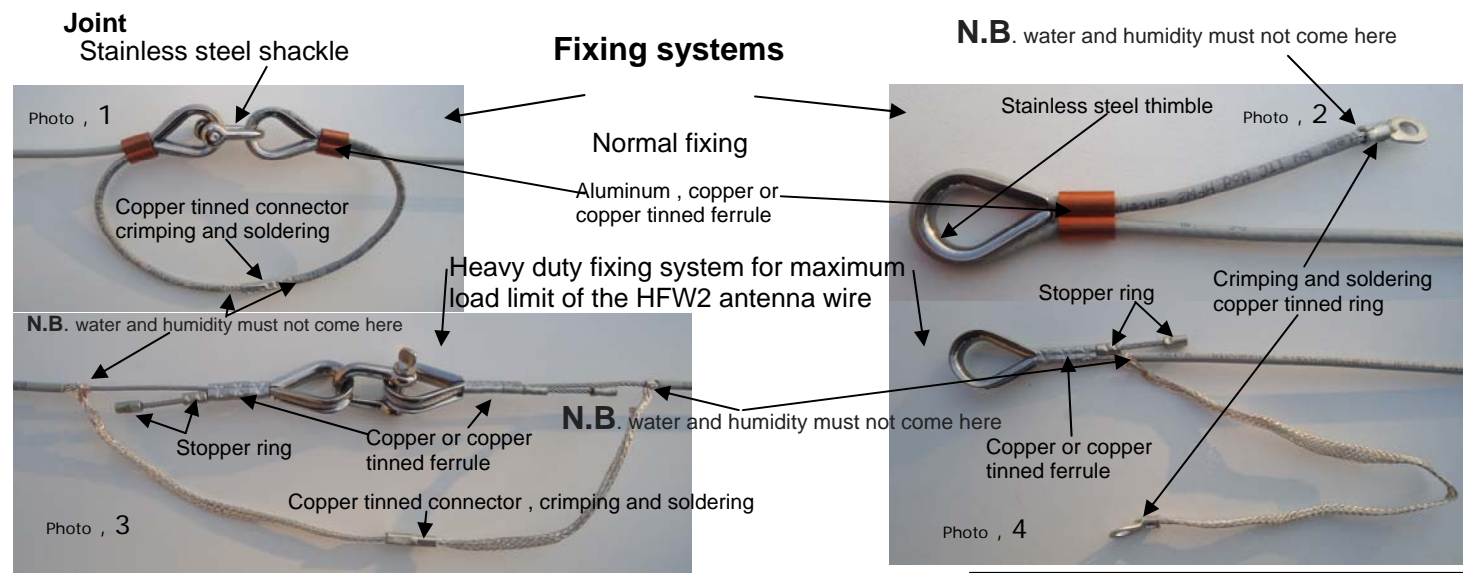 Joint
Stainless steel shackle
Fixing systems
N.B. water and humidity must not come here
Photo , 1
Stainless steel thimble
Photo , 2
Normal fixing
Aluminum , copper or
copper tinned ferrule
Copper tinned connector
crimping and soldering
Heavy duty fixing system for maximum
load limit of the HFW2 antenna wire
Crimping and soldering
copper tinned ring
Stopper ring
N.B. water and humidity must not come here
N.B. water and humidity must not come here
Stopper ring
Copper or copper
tinned ferrule
Copper or copper
tinned ferrule
Copper tinned connector , crimping and soldering
Photo , 3
Photo , 4